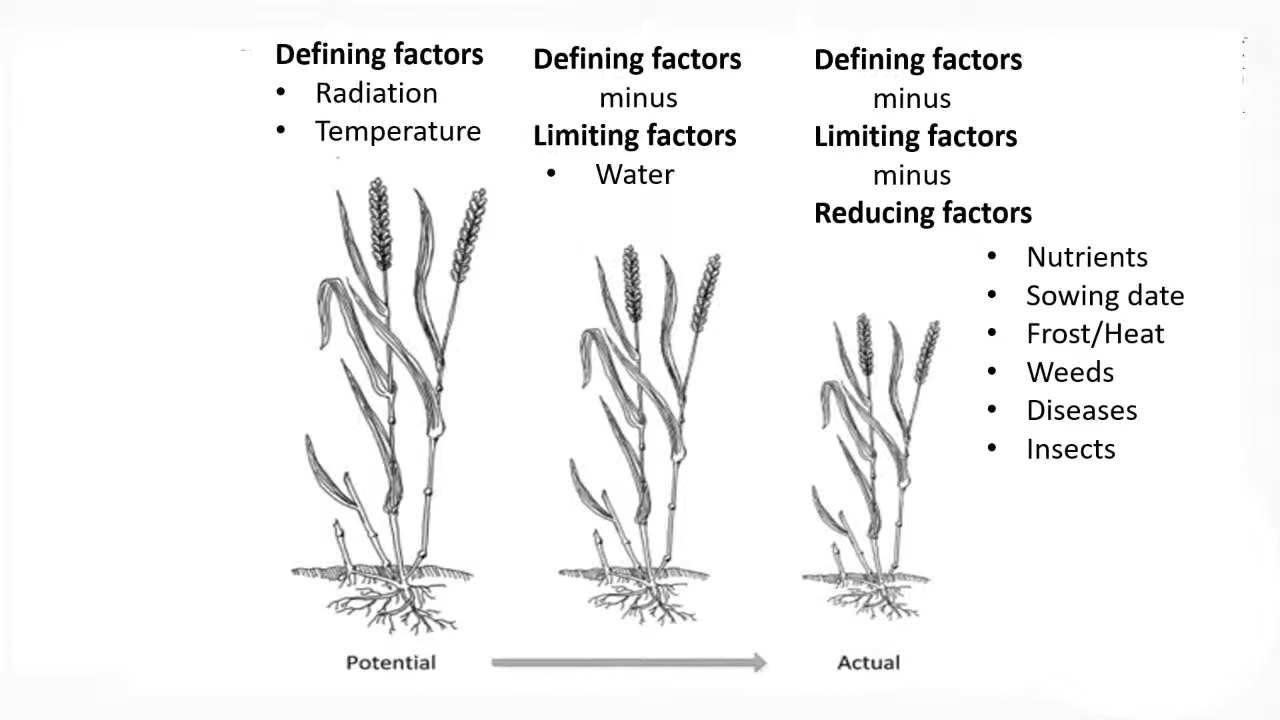 Defining factors
• Radiation
• Temperature
Defining factors
minus
Limiting factors
• Water
Defining factors
minus
Limiting factors
minus
Reducing factors
• Nutrients
• Sowing date
• Frost/Heat
• Weeds
• Diseases
• Insects
Potential
Actual